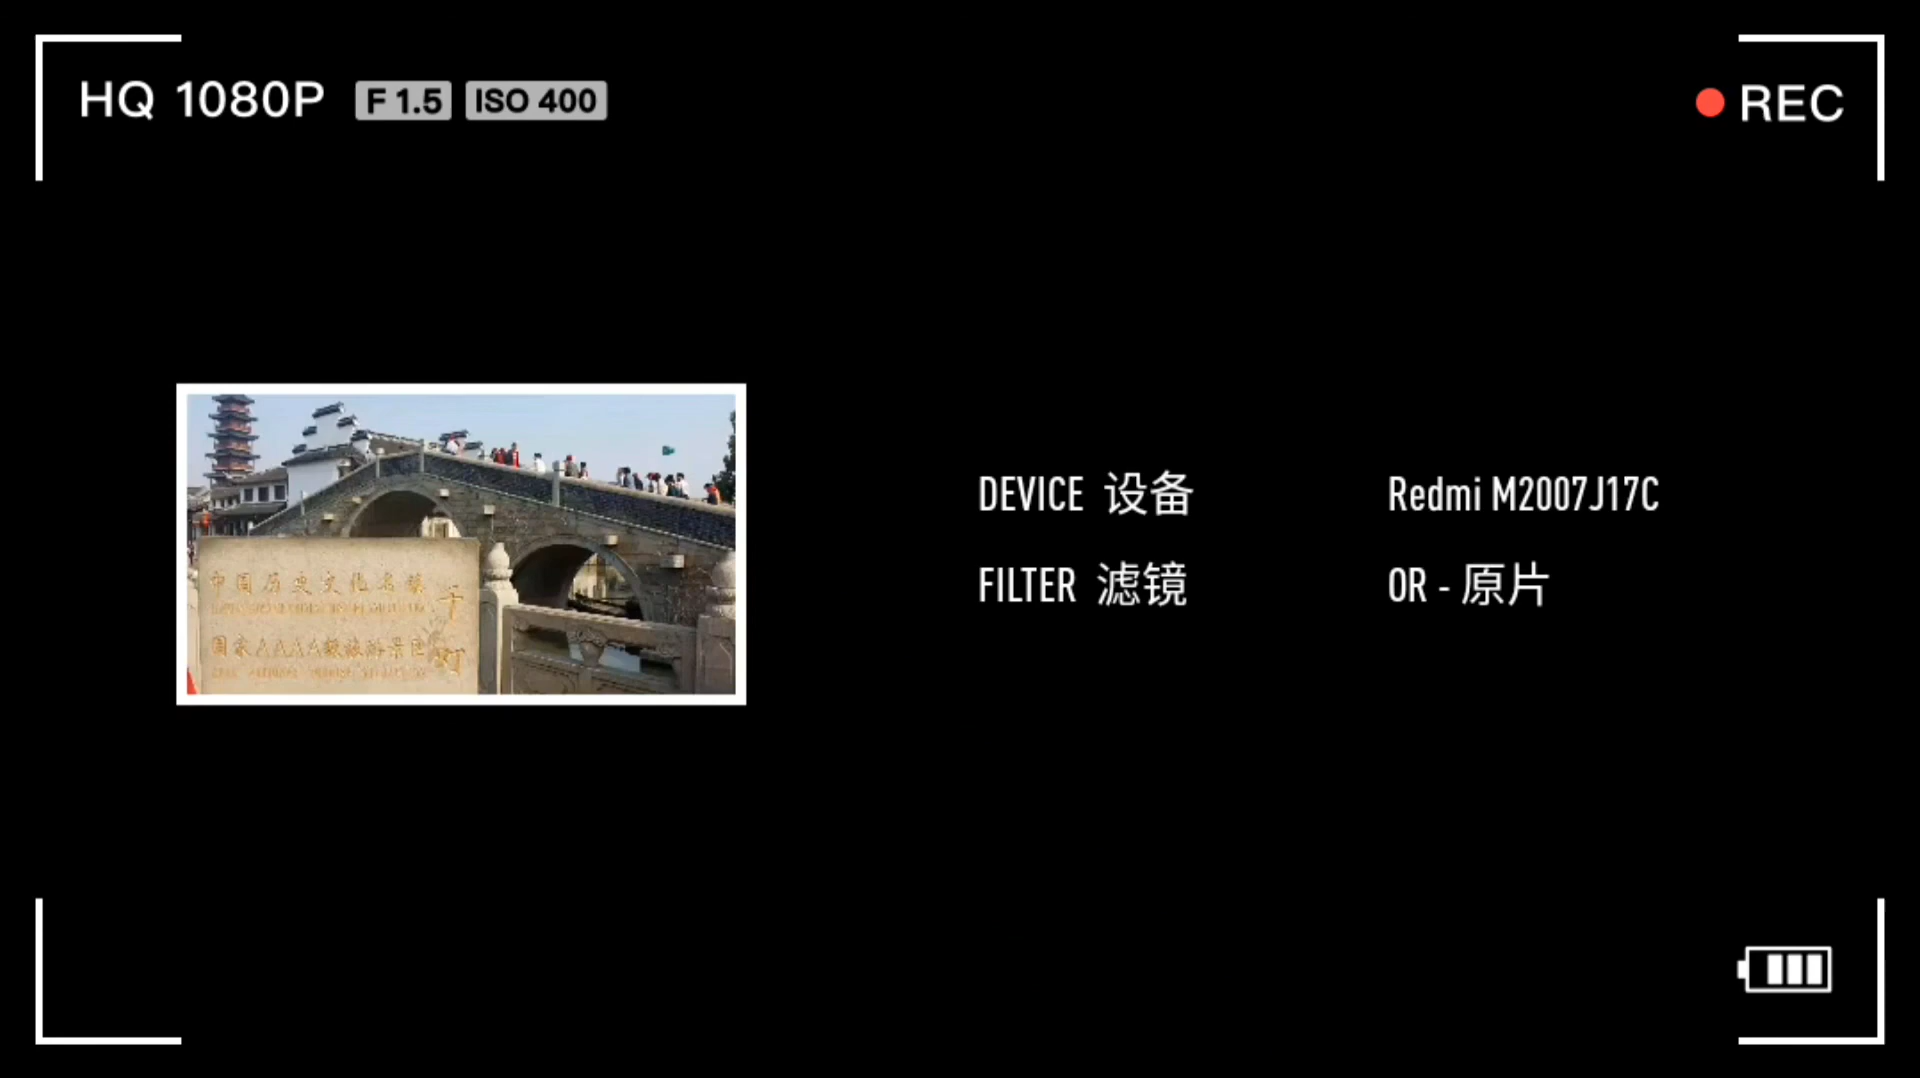 HQ 1080P F 1.5 ISO 400
REC
DEVICE 设备 Redmi M2007J17C
FILTER 滤镜 OR - 原片
中国历史文化名镇
国家AAAA级旅游景区
千灯